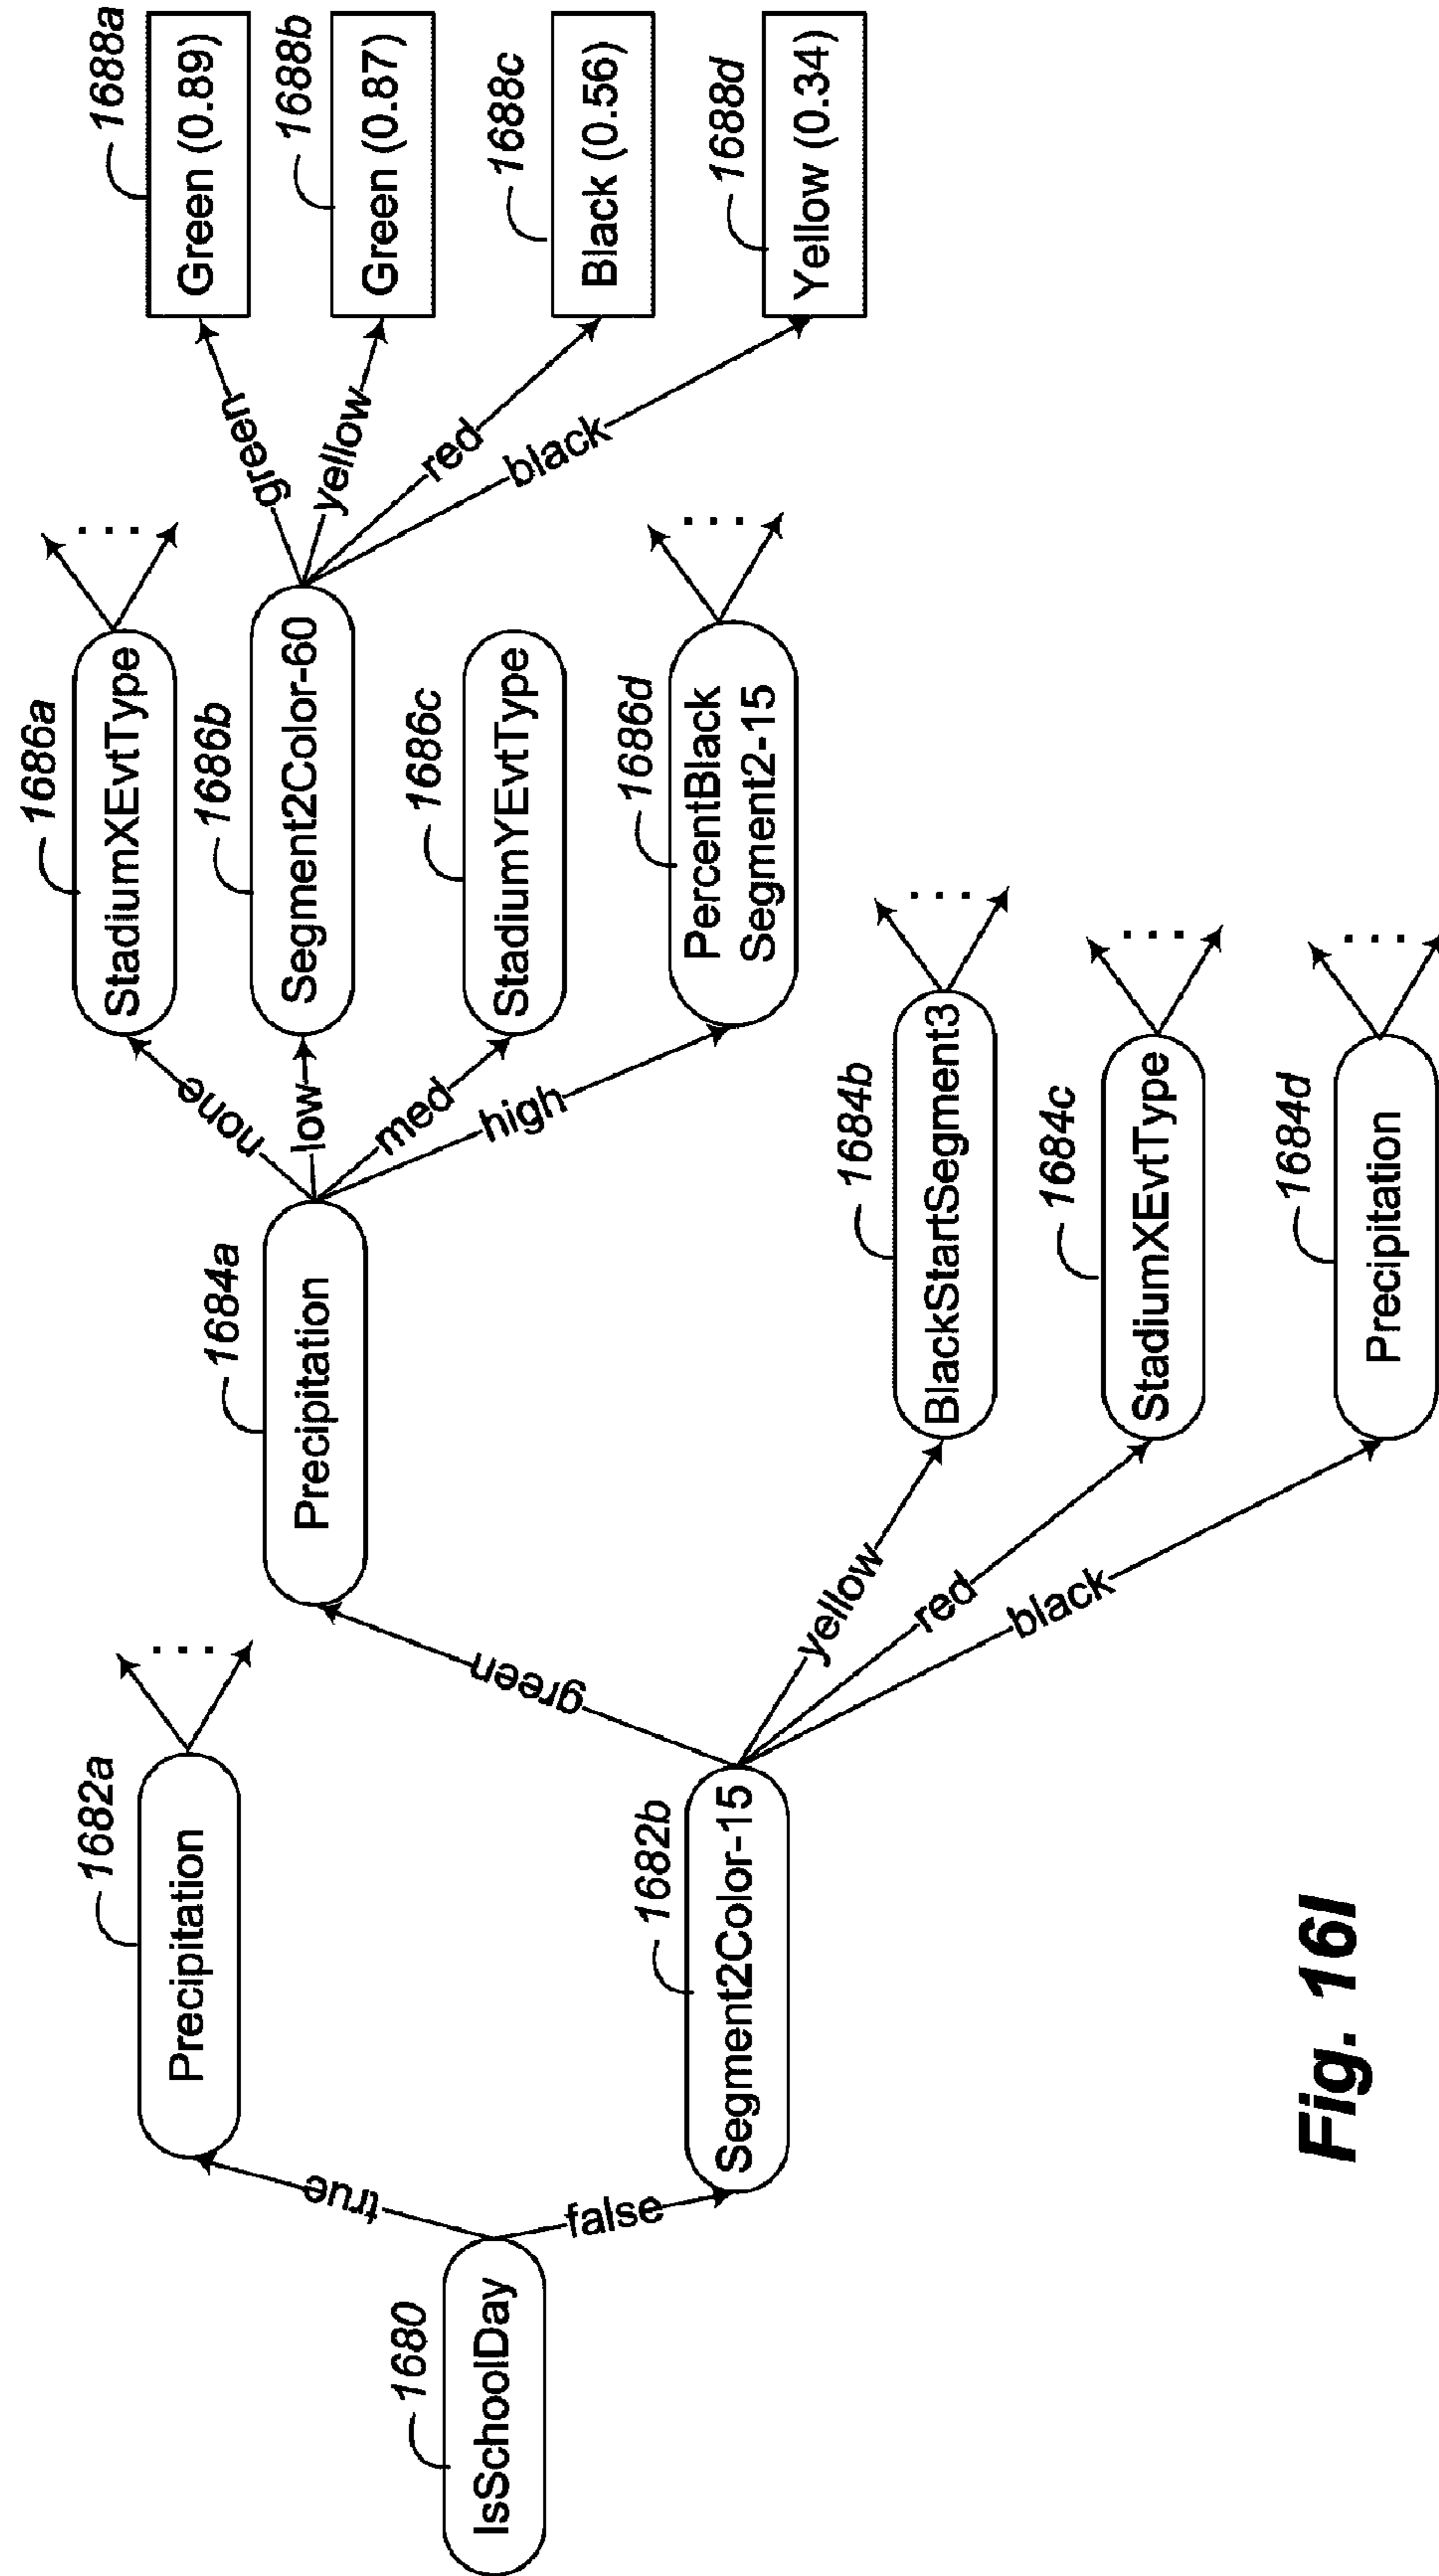 1680
IsSchoolDay
true
false
1682a
Precipitation
1682b
Segment2Color-15
green
yellow
red
black
1684a
Precipitation
1684b
BlackStartSegment3
1684c
StadiumXEvtType
1684d
Precipitation
none
low
med
high
1686a
StadiumXEvtType
1686b
Segment2Color-60
1686c
StadiumYEvtType
1686d
PercentBlack
Segment2-15
green
yellow
red
black
1688a
Green (0.89)
1688b
Green (0.87)
1688c
Black (0.56)
1688d
Yellow (0.34)
Fig. 16I